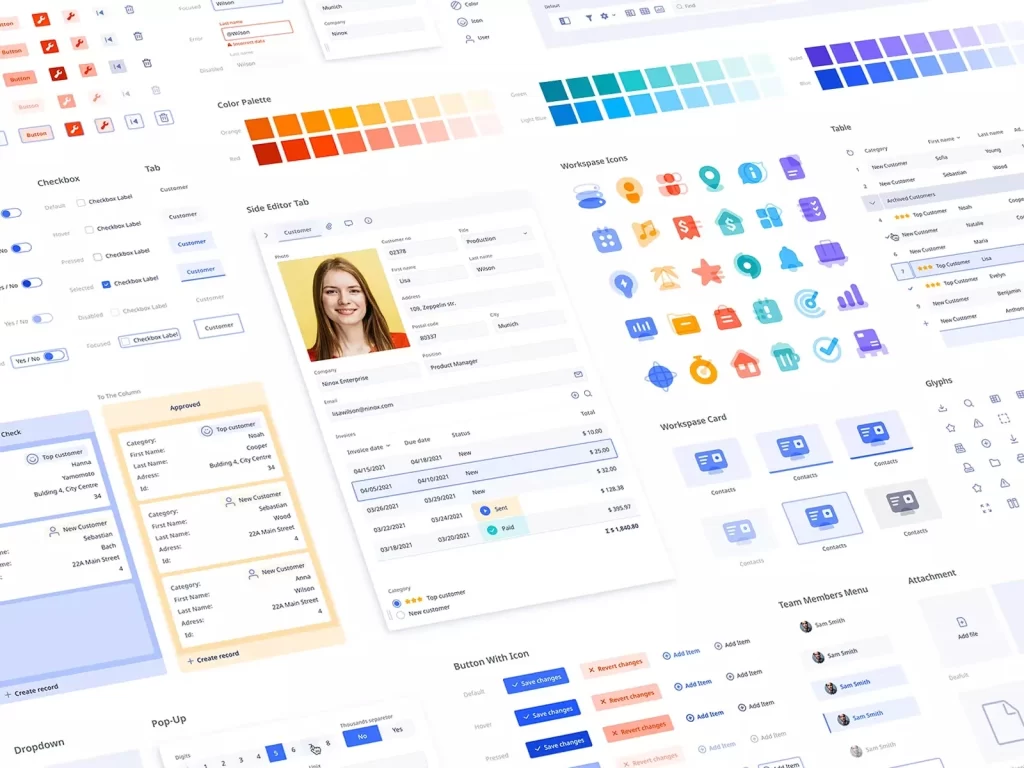 Button
Button
Button
Button
Button
Error
Disabled
Wilson
Last name
@Wilson
Incorrect data
Last name
Wilson
Munich
Company
Ninox
Color
Icon
User
Default
Find
Color Palette
Orange
Red
Green
Light Blue
Violet
Blue
Checkbox
Default
Checkbox Label
Hover
Checkbox Label
Pressed
Checkbox Label
Selected
Checkbox Label
Disabled
Checkbox Label
Focused
Checkbox Label
No
Yes / No
Yes / No
Yes / No
Tab
Customer
Customer
Customer
Customer
Customer
Customer
Side Editor Tab
Customer
Photo
Customer no
02378
Title
Production
First name
Lisa
Last name
Wilson
Address
109, Zeppelin str.
Postal code
80337
City
Munich
Company
Ninox Enterprise
Position
Product Manager
Email
lisawilson@ninox.com
Invoices
Invoice date
Due date
Status
Total
04/15/2021
04/18/2021
New
$ 10.00
04/05/2021
04/10/2021
New
$ 25.00
03/26/2021
03/29/2021
New
$ 32.00
03/22/2021
03/24/2021
Sent
$ 128.38
03/18/2021
03/20/2021
Paid
$ 395.97
Σ $ 1,840.80
Category
Top customer
New customer
Workspase Icons
Table
Category
First name
Last name
1
New Customer
Sofia
Young
2
New Customer
Sebastian
Wood
Archived Customers
4
Top Customer
Noah
Cooper
New Customer
Natalie
6
New Customer
Maria
7
Top Customer
Lisa
Top Customer
Evelyn
9
New Customer
Benjamin
New Customer
Workspase Card
Contacts
Contacts
Contacts
Contacts
Contacts
Contacts
Glyphs
To The Column
Check
Top customer
Hanna
Yamomoto
Bulding 4, City Centre
34
New Customer
Sebastian
Bach
22A Main Street
4
Create record
Approved
Category:
Top customer
First Name:
Noah
Last Name:
Cooper
Adress:
Bulding 4, City Centre
Id:
34
Category:
New Customer
First Name:
Sebastian
Last Name:
Wood
Adress:
22A Main Street
Id:
4
Category:
New Customer
First Name:
Anna
Last Name:
Wilson
Adress:
22A Main Street
Id:
4
Create record
Dropdown
Pop-Up
Digits
1 2 3 4 5 6 7 8
Thousands separator
No
Yes
Button With Icon
Default
Save changes
Revert changes
Add Item
Add Item
Hover
Save changes
Revert changes
Add Item
Add Item
Pressed
Save changes
Revert changes
Add Item
Add Item
Revert changes
Add Item
Add Item
Add Item
Team Members Menu
Sam Smith
Sam Smith
Sam Smith
Sam Smith
Sam Smith
Attachment
Add file